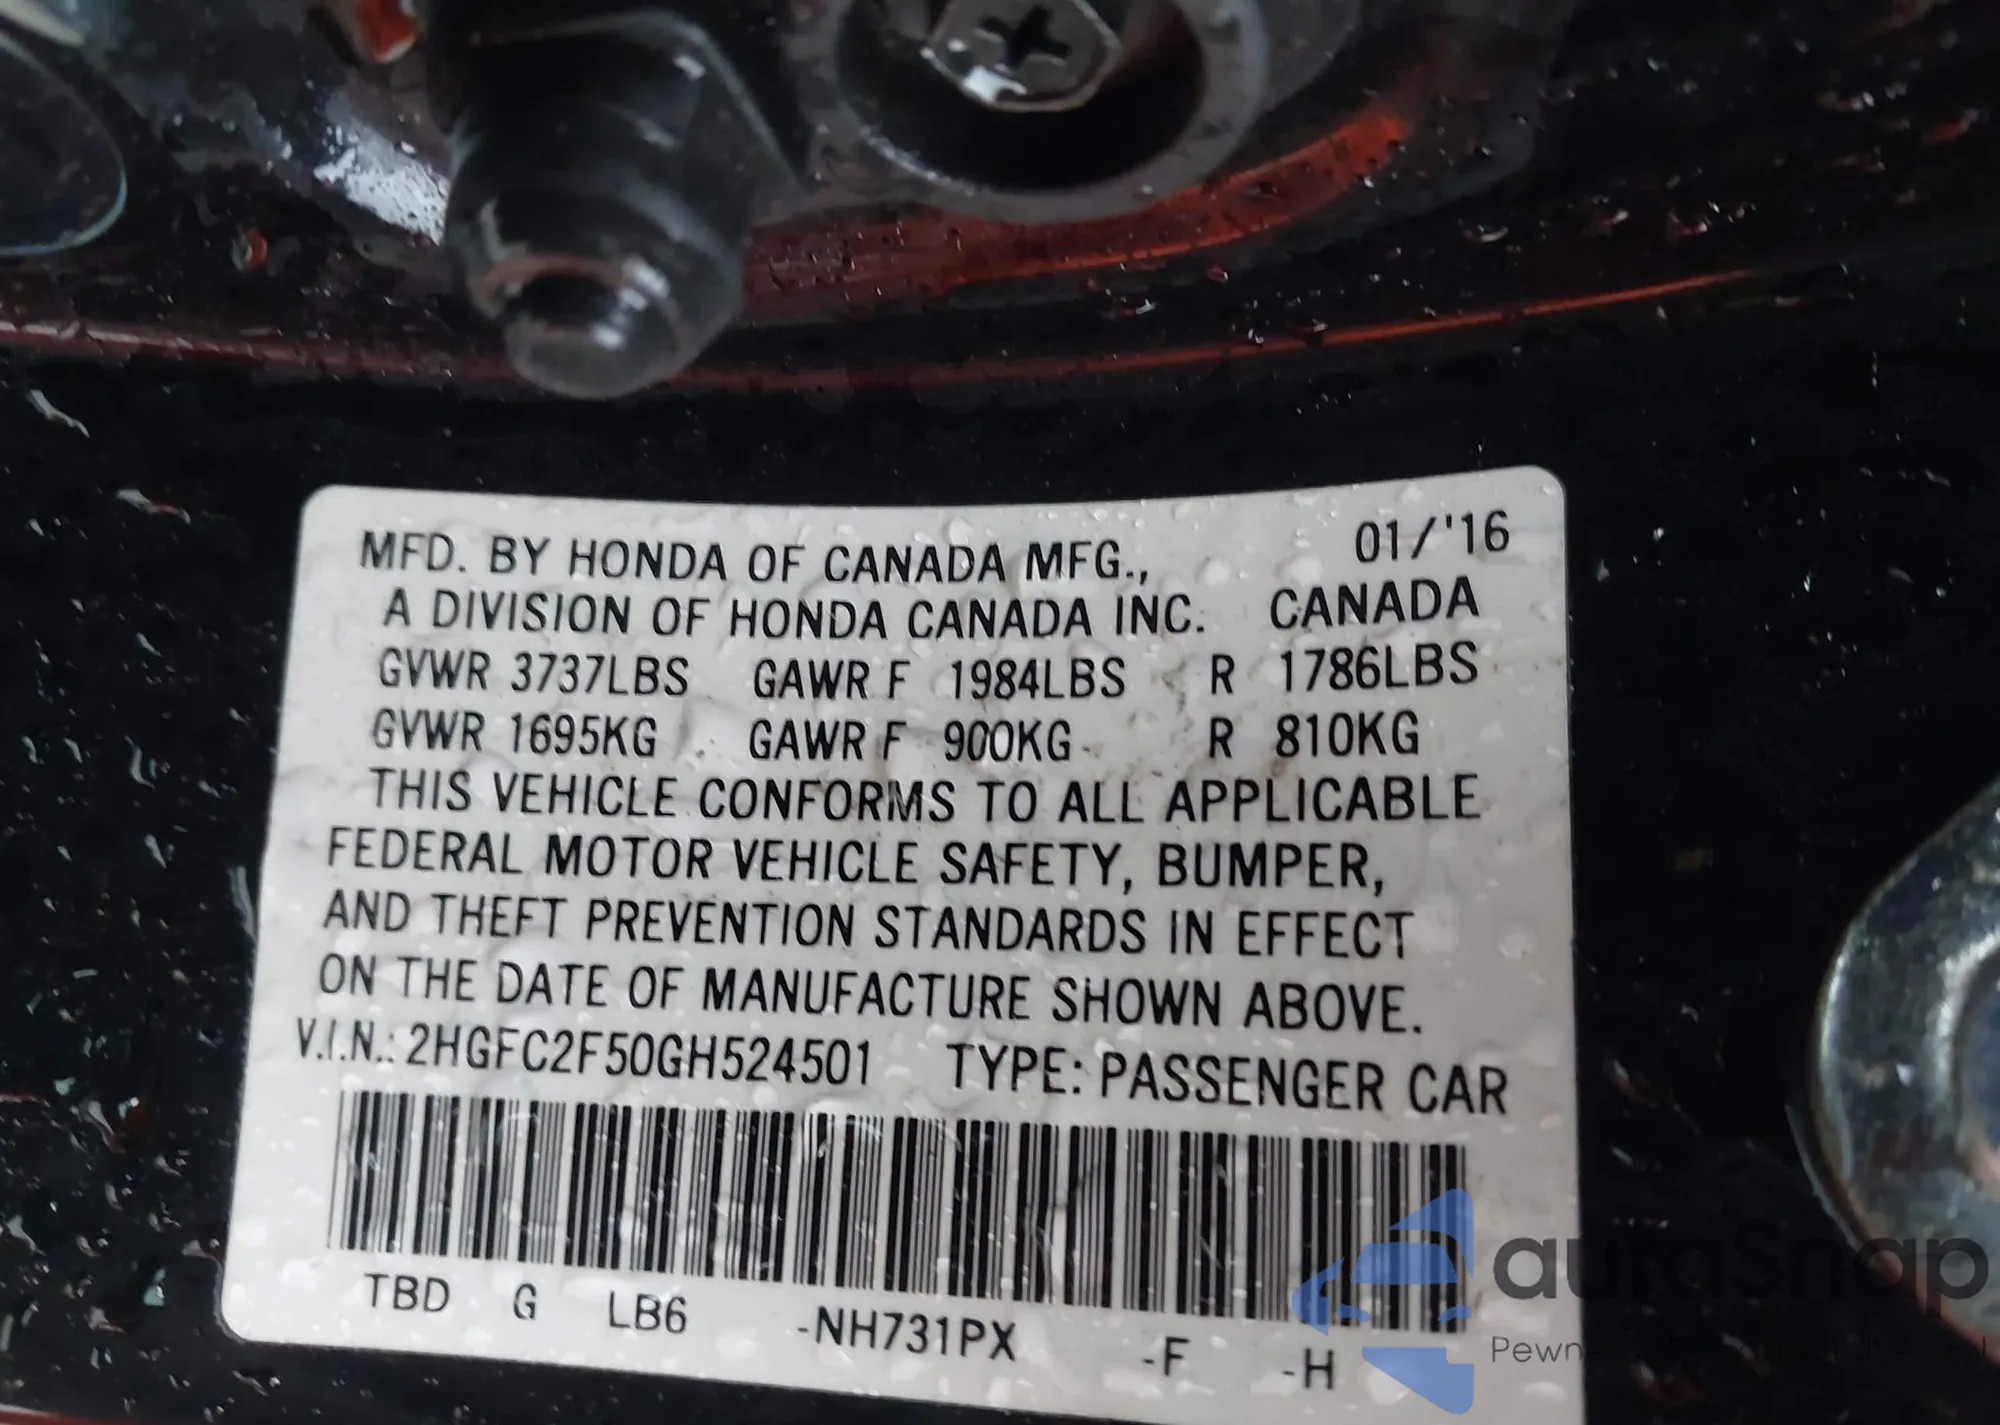 MFD. BY HONDA OF CANADA MFG., 01/'16
A DIVISION OF HONDA CANADA INC. CANADA
GVWR 3737LBS GAWR F 1984LBS R 1786LBS
GVWR 1695KG GAWR F 900KG R 810KG
THIS VEHICLE CONFORMS TO ALL APPLICABLE
FEDERAL MOTOR VEHICLE SAFETY, BUMPER,
AND THEFT PREVENTION STANDARDS IN EFFECT
ON THE DATE OF MANUFACTURE SHOWN ABOVE.
V.I.N.: 2HGFC2F50GH524501 TYPE: PASSENGER CAR
TBD G LB6 -NH731PX -F -H
autaSnap